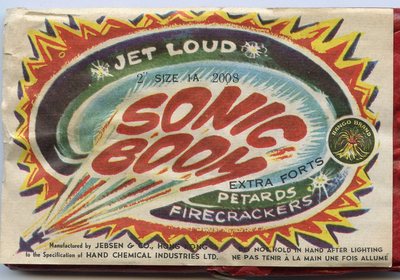 JET LOUD
2" SIZE 1A 2008
SONIC
BOOM
HANGO BRAND
EXTRA FORTS
PETARDS
FIRECRACKERS
Manufactured by JEBSEN & CO., HONG KONG
to the Specification of HAND CHEMICAL INDUSTRIES LTD.
DO NOT HOLD IN HAND AFTER LIGHTING
NE PAS TENIR À LA MAIN UNE FOIS ALLUMÉ